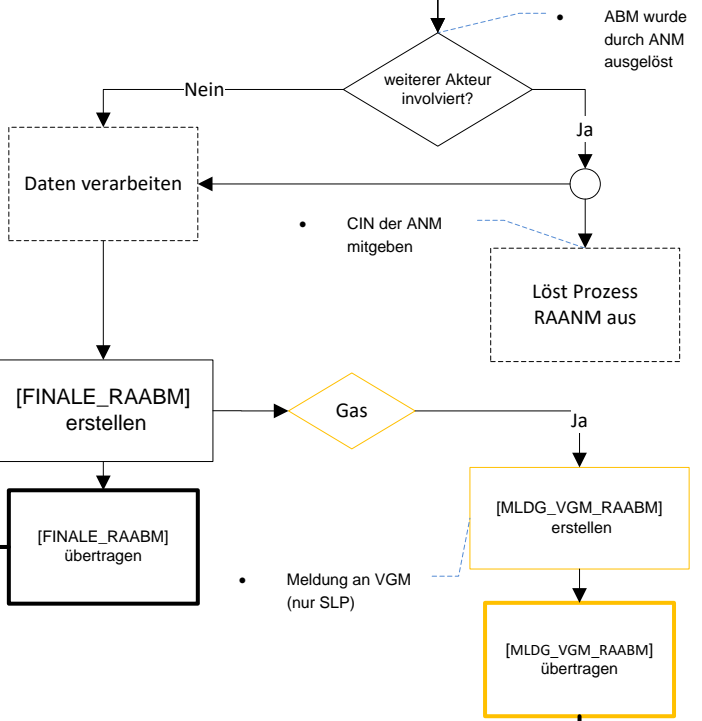 • ABM wurde
durch ANM
ausgelöst
weiterer Akteur
involviert?
Nein
Ja
Daten verarbeiten
• CIN der ANM
mitgeben
Löst Prozess
RAANM aus
[FINALE_RAABM]
erstellen
Gas
Ja
[MLDG_VGM_RAABM]
erstellen
[FINALE_RAABM]
übertragen
• Meldung an VGM
(nur SLP)
[MLDG_VGM_RAABM]
übertragen